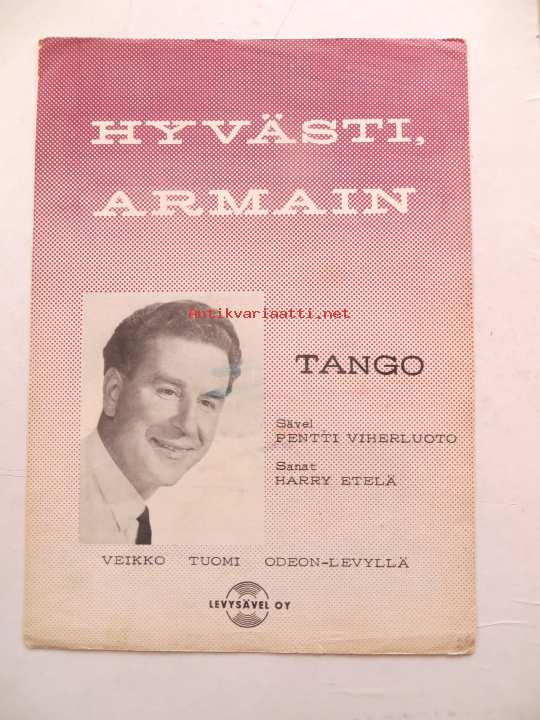 HYVÄSTI,
ARMAIN
Antikvariaatti.net
TANGO
Sävel
PENTTI VIHERLUOTO
Sanat
HARRY ETELÄ
VEIKKO TUOMI ODEON-LEVYLLÄ
LEVYSÄVEL OY